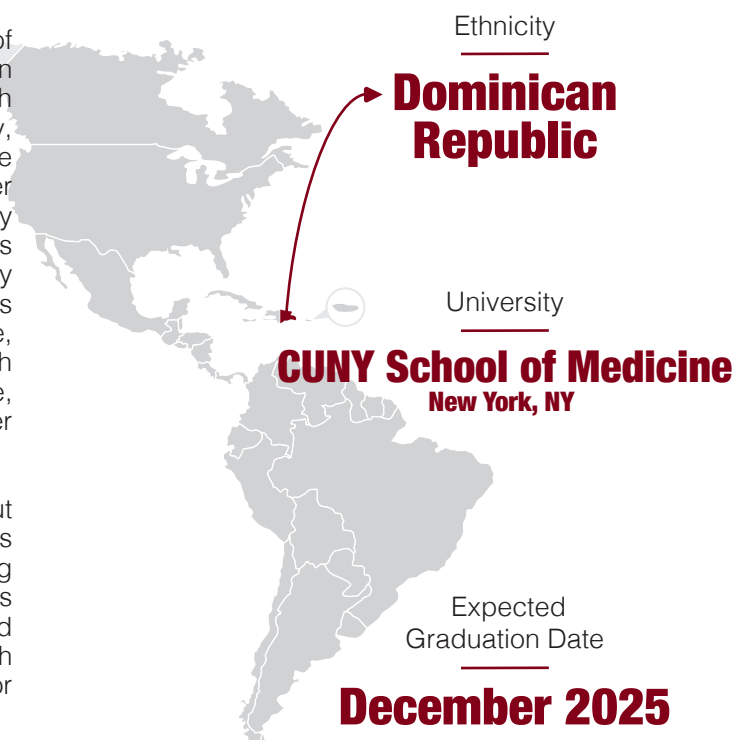 Ethnicity
Dominican
Republic
University
CUNY School of Medicine
New York, NY
Expected
Graduation Date
December 2025